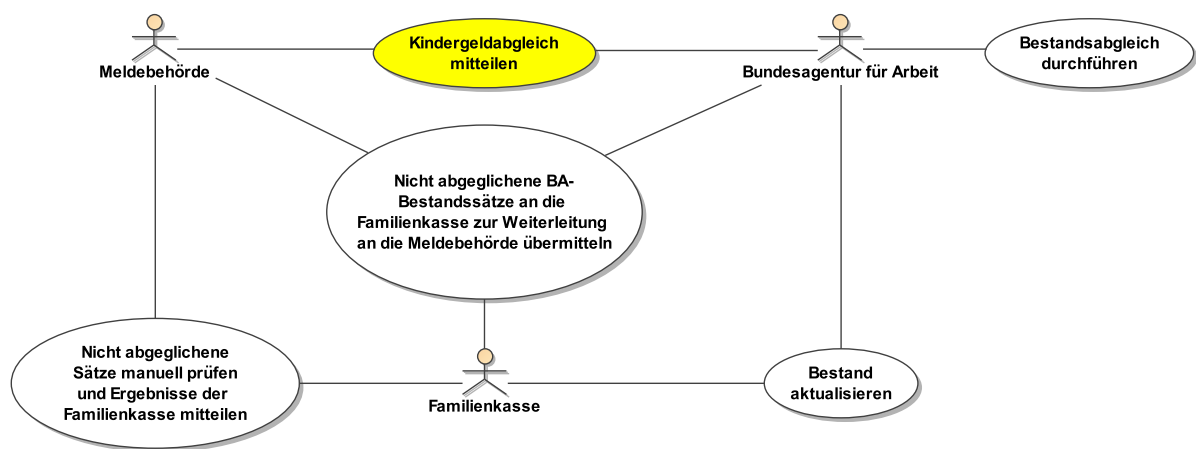 Meldebehörde
Kindergeldabgleich
mitteilen
Bundesagentur für Arbeit
Bestandsabgleich
durchführen
Nicht abgeglichene BA-
Bestandssätze an die
Familienkasse zur Weiterleitung
an die Meldebehörde übermitteln
Nicht abgeglichene
Sätze manuell prüfen
und Ergebnisse der
Familienkasse mitteilen
Familienkasse
Bestand
aktualisieren